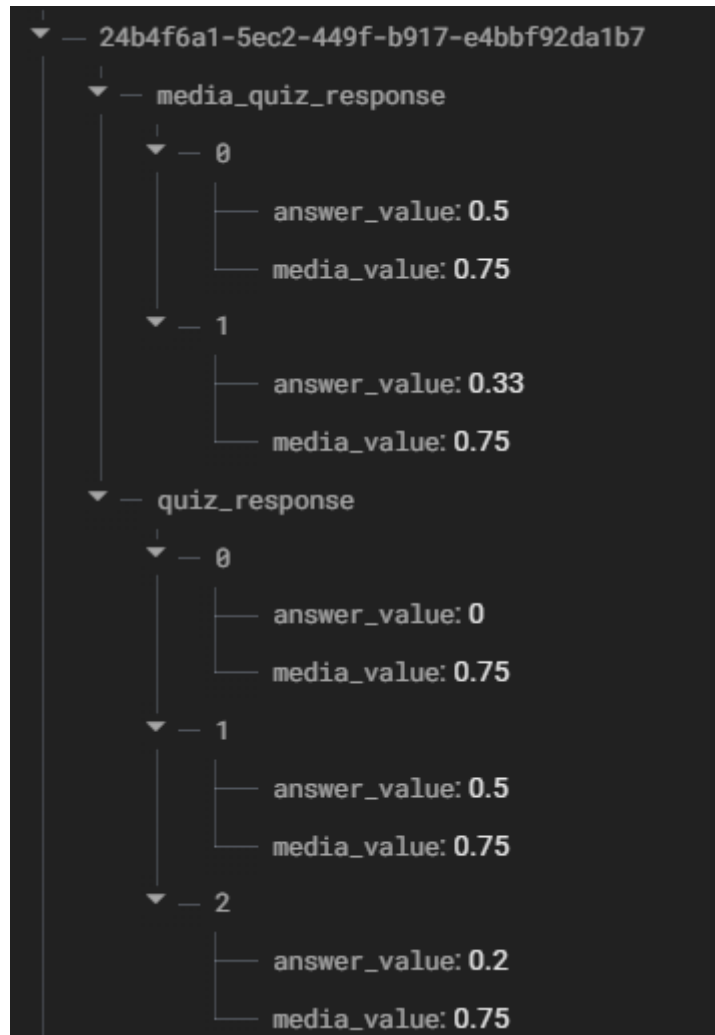 24b4f6a1-5ec2-449f-b917-e4bbf92da1b7
media_quiz_response
0
answer_value: 0.5
media_value: 0.75
1
answer_value: 0.33
media_value: 0.75
quiz_response
0
answer_value: 0
media_value: 0.75
1
answer_value: 0.5
media_value: 0.75
2
answer_value: 0.2
media_value: 0.75